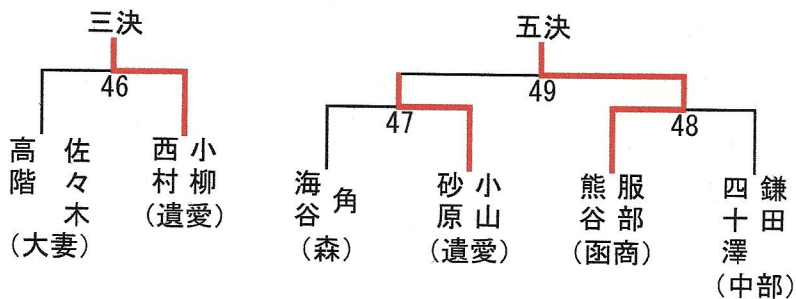 三決
46
高階
佐々木
(大妻)
西村
小柳
(遺愛)
五決
49
47
48
海谷
角
(森)
砂原
小山
(遺愛)
熊谷
服部
(函商)
四十澤
鎌田
(中部)